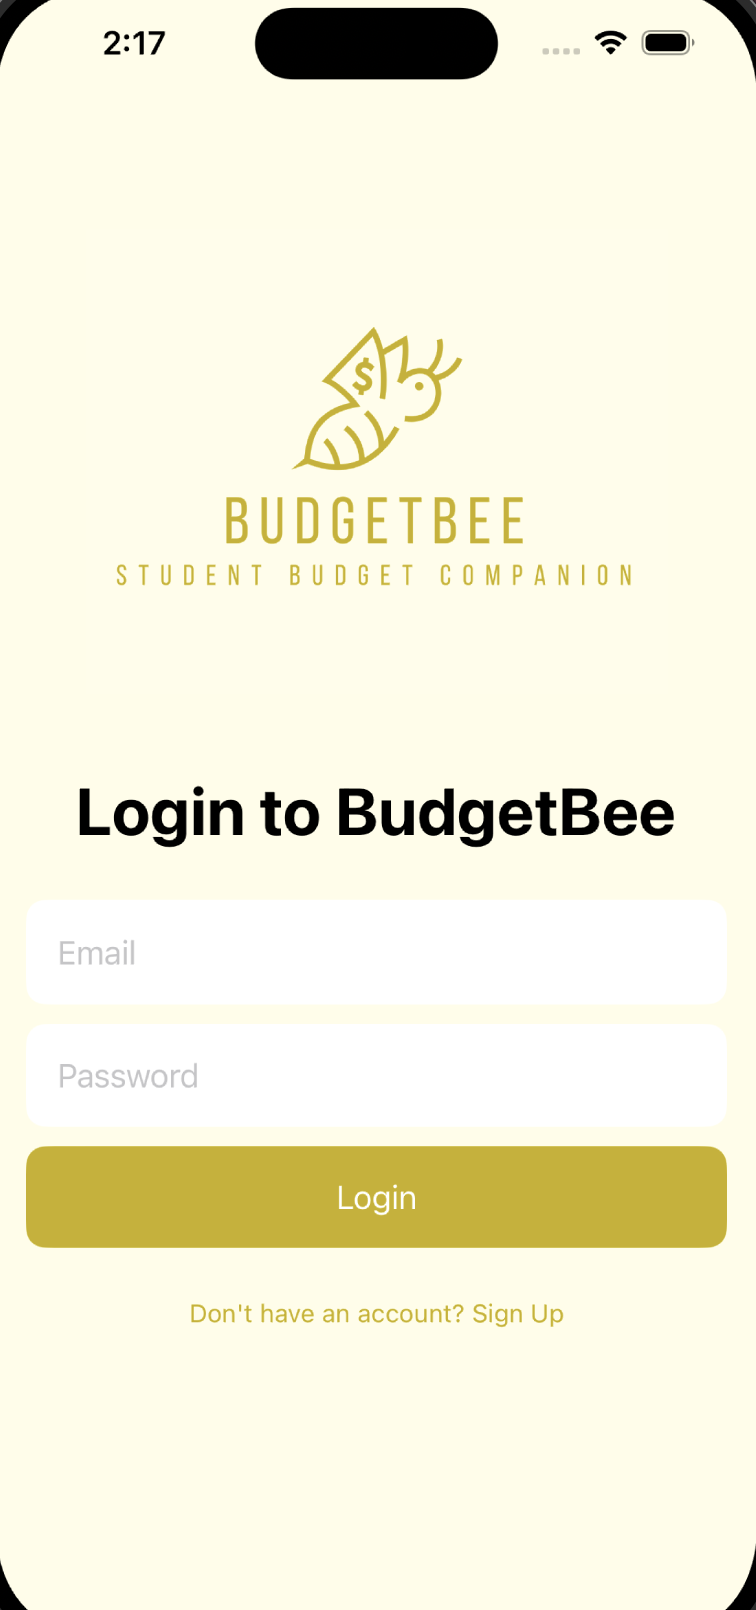 2:17
$
BUDGETBEE
STUDENT BUDGET COMPANION
Login to BudgetBee
Email
Password
Login
Don't have an account? Sign Up